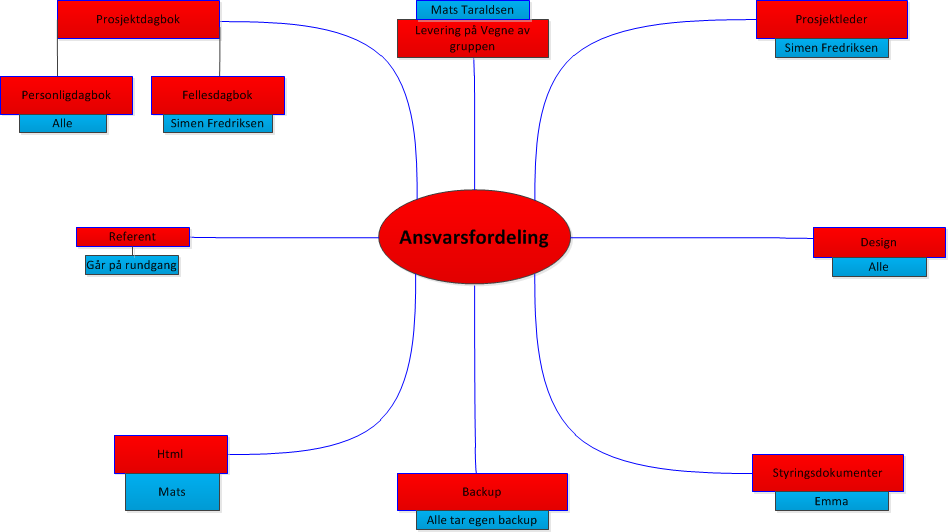 Prosjektdagbok
Mats Taraldsen
Levering på Vegne av
gruppen
Prosjektleder
Simen Fredriksen
Personligdagbok
Alle
Fellesdagbok
Simen Fredriksen
Referent
Går på rundgang
Ansvarsfordeling
Design
Alle
Html
Mats
Backup
Alle tar egen backup
Styringsdokumenter
Emma